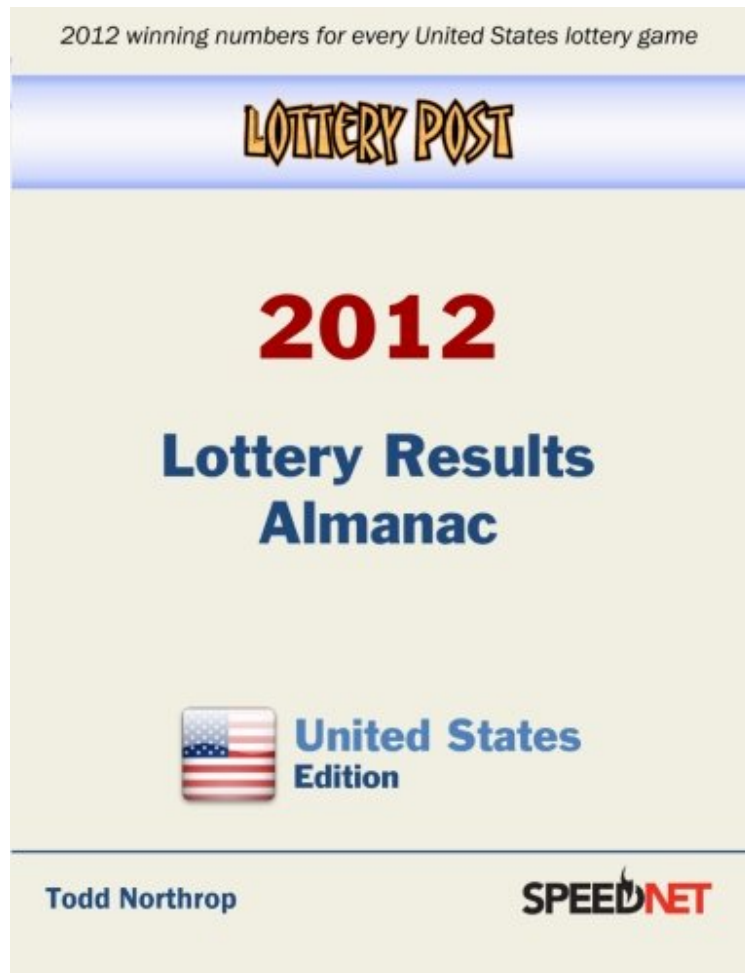 2012 winning numbers for every United States lottery game
LOTTERY POST
2012
Lottery Results
Almanac
United States
Edition
Todd Northrop
SPEEDNET